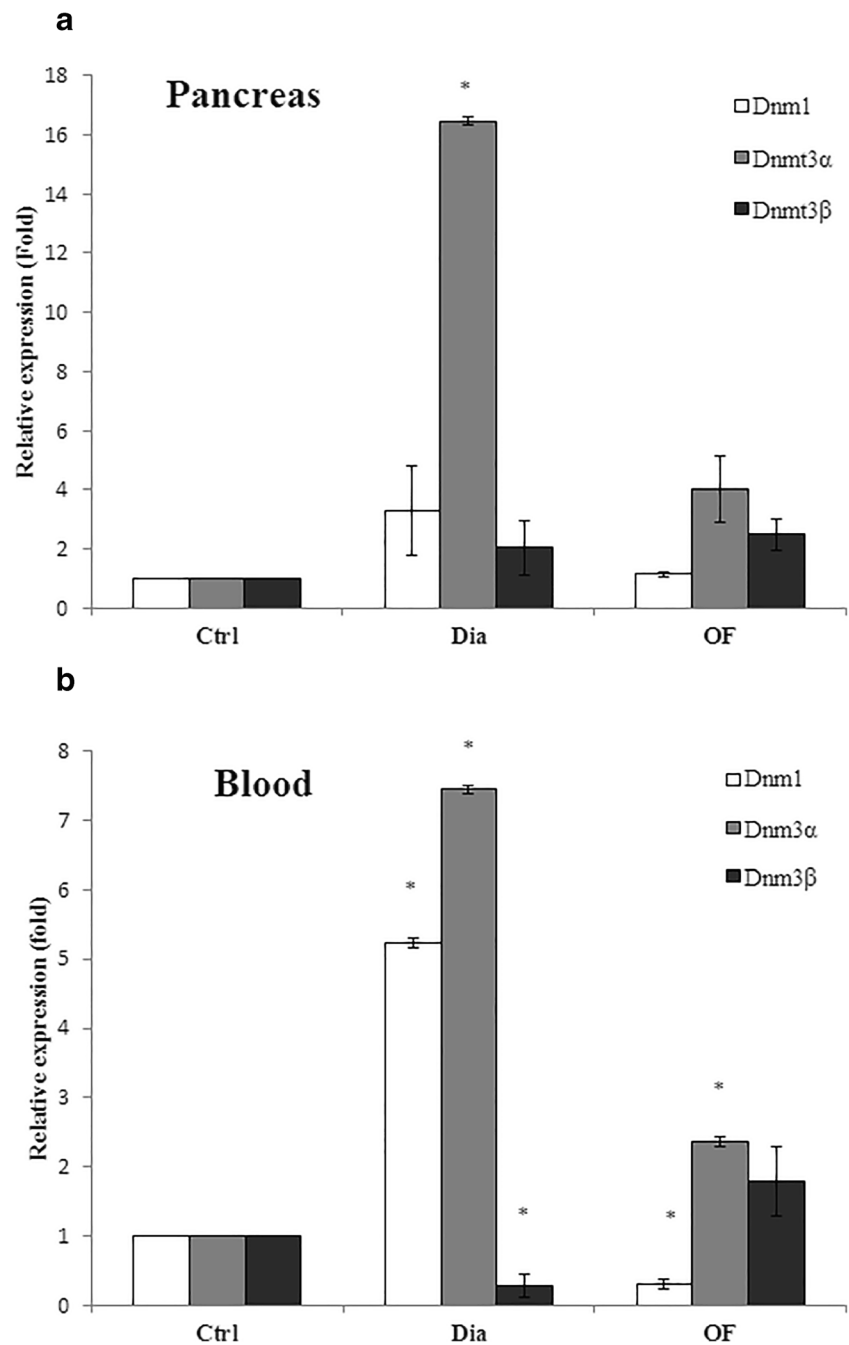 a
Pancreas
*
Dnm1
Dnmt3α
Dnmt3β
Relative expression (Fold)
18
16
14
12
10
8
6
4
2
0
Ctrl
Dia
OF
b
Blood
*
*
*
*
*
Dnm1
Dnm3α
Dnm3β
Relative expression (fold)
8
7
6
5
4
3
2
1
0
Ctrl
Dia
OF